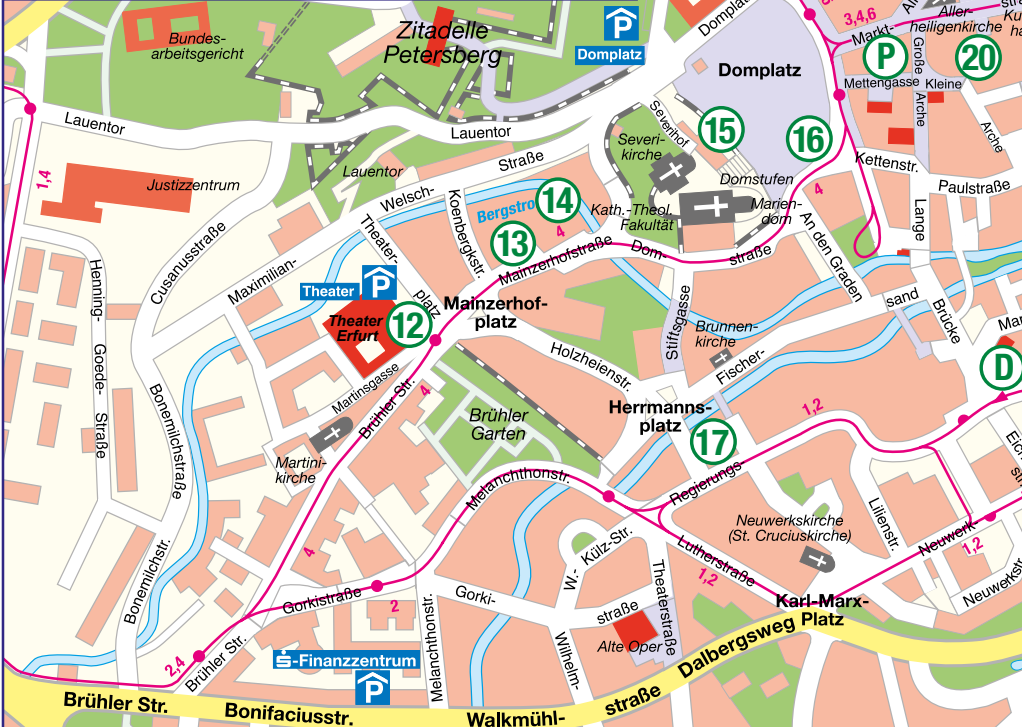 Bundes-
arbeitsgericht
Zitadelle
Petersberg
P
Domplatz
Domplatz
3,4,6
Markt-
Aller-
heiligenkirche
P
20
Mettengasse
Große
Arche
Kleine
Arche
Lauentor
Lauentor
Lauentor
Domplatz
Severihof
15
16
Severi-
kirche
Domstufen
Marien-
dom
Kath.-Theol.
Fakultät
Kettenstr.
Paulstraße
Lange
Brücke
1,4
Justizzentrum
Welsch-
Straße
Maximilian-
Cusanusstraße
Theater-
platz
Koenbergkstr.
14
13
4
4
Mainzerhofstraße
Dom-
straße
An den Graden
sand
Henning-
Goede-
Straße
Theater
P
Theater
Erfurt
12
Mainzerhof-
platz
Stiftsgasse
Brunnen-
kirche
Fischer-
Holzheienstr.
D
Martinsgasse
Brühler Str.
4
Brühler
Garten
Herrmanns-
platz
17
1,2
Bonemilchstraße
Martini-
kirche
Melanchthonstr.
Regierungs-
Neuwerkskirche
(St. Cruciuskirche)
Lilienstr.
Neuwerk-
1,2
4
W.-
Külz-Str.
Lutherstraße
1,2
Neuwerkstr.
Bonemilchstr.
Gorkistraße
2
Gorki-
straße
Theaterstraße
Karl-Marx-
Platz
Alte Oper
Melanchthonstr.
Wilhelm-
2,4
Brühler Str.
-Finanzzentrum
P
Dalbergsweg
Brühler Str.
Bonifaciusstr.
Walkmühl-
straße